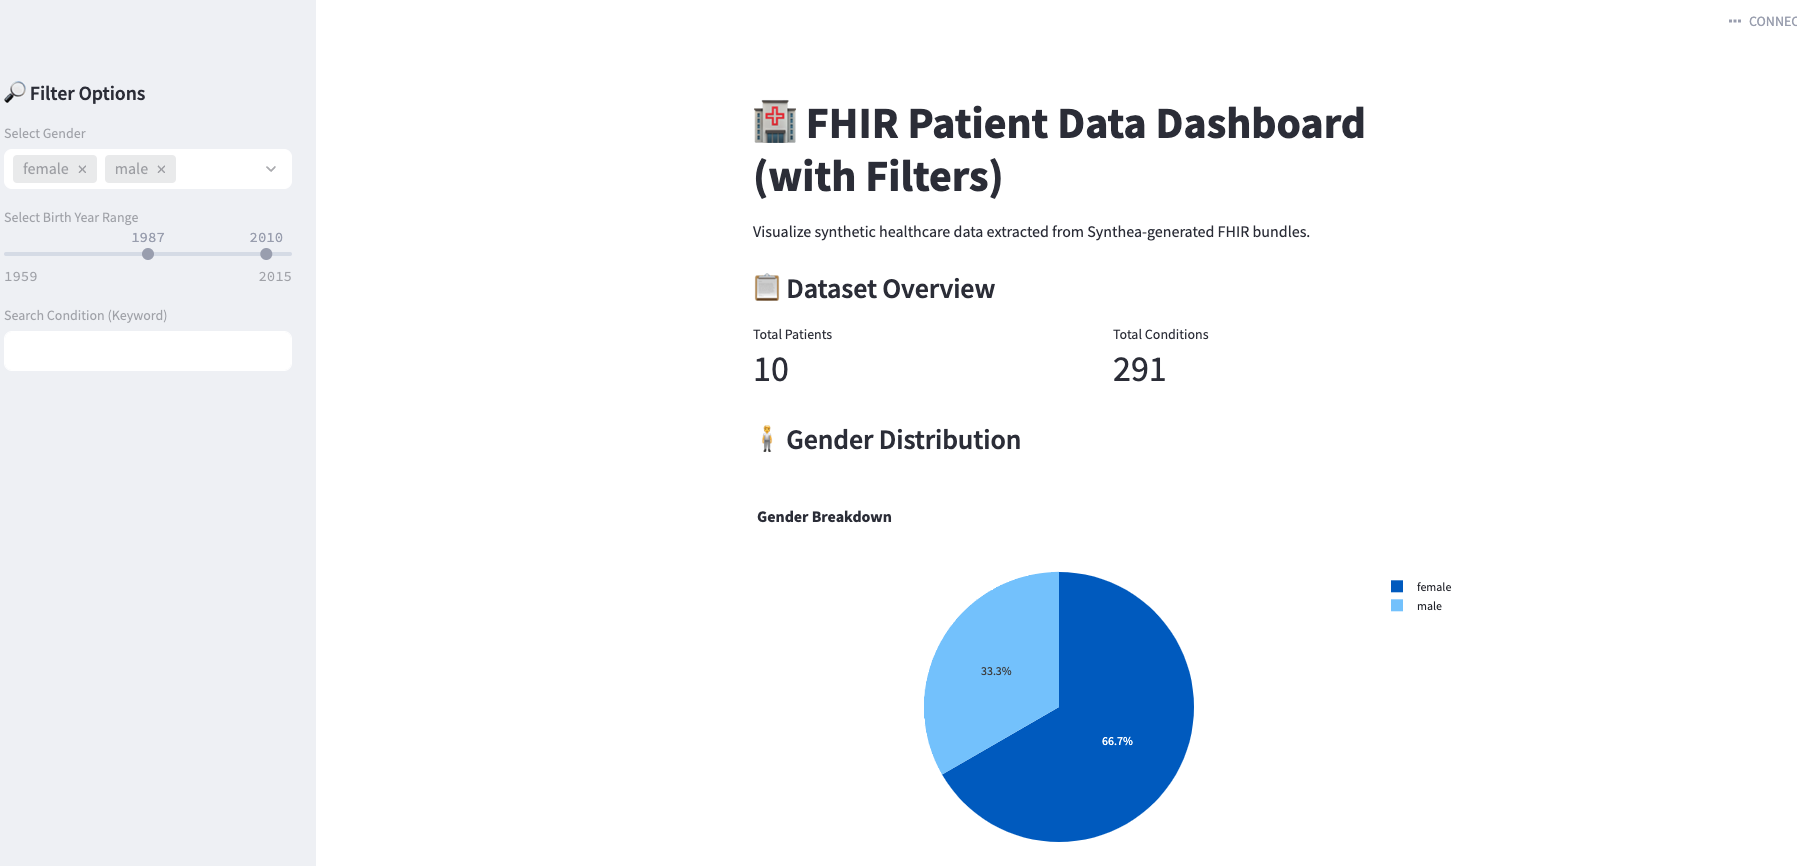 CONNEC
Filter Options
Select Gender
female × male ×
Select Birth Year Range
1987 2010
1959 2015
Search Condition (Keyword)
FHIR Patient Data Dashboard
(with Filters)
Visualize synthetic healthcare data extracted from Synthea-generated FHIR bundles.
Dataset Overview
Total Patients Total Conditions
10 291
Gender Distribution
Gender Breakdown
female
male
33.3%
66.7%